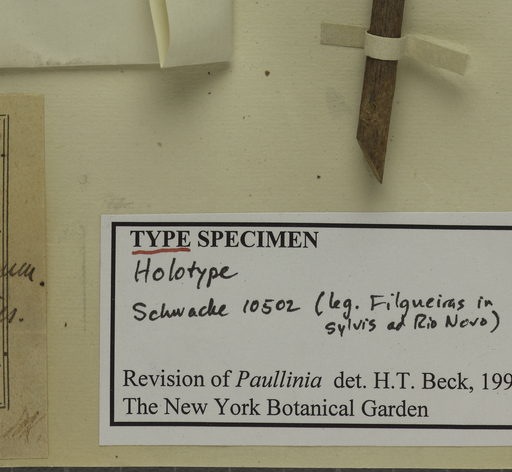 TYPE SPECIMEN
Holotype
Schwacke 10502 (leg. Filgueiras in
sylvis ad Rio Novo)
Revision of Paullinia det. H.T. Beck, 199
The New York Botanical Garden